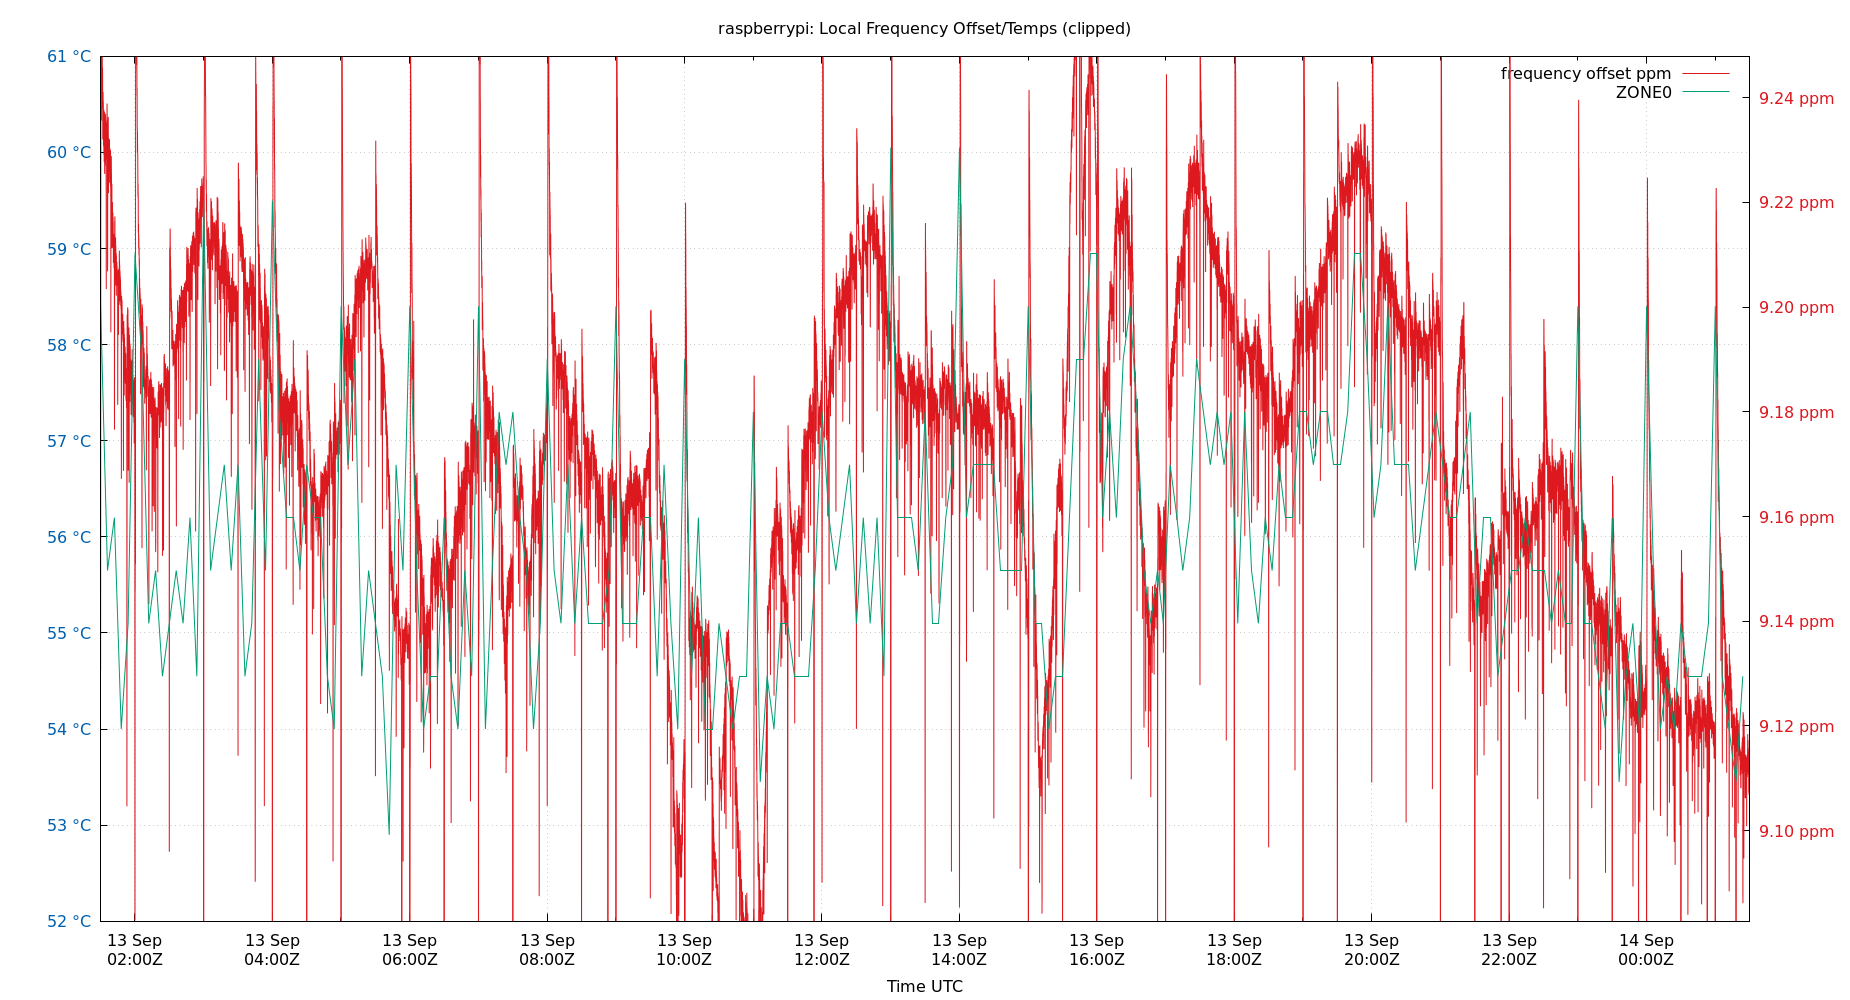 raspberrypi: Local Frequency Offset/Temps (clipped)
61 °C
60 °C
59 °C
58 °C
57 °C
56 °C
55 °C
54 °C
53 °C
52 °C
frequency offset ppm
ZONE0
9.24 ppm
9.22 ppm
9.20 ppm
9.18 ppm
9.16 ppm
9.14 ppm
9.12 ppm
9.10 ppm
13 Sep
02:00Z
13 Sep
04:00Z
13 Sep
06:00Z
13 Sep
08:00Z
13 Sep
10:00Z
13 Sep
12:00Z
13 Sep
14:00Z
13 Sep
16:00Z
13 Sep
18:00Z
13 Sep
20:00Z
13 Sep
22:00Z
14 Sep
00:00Z
Time UTC